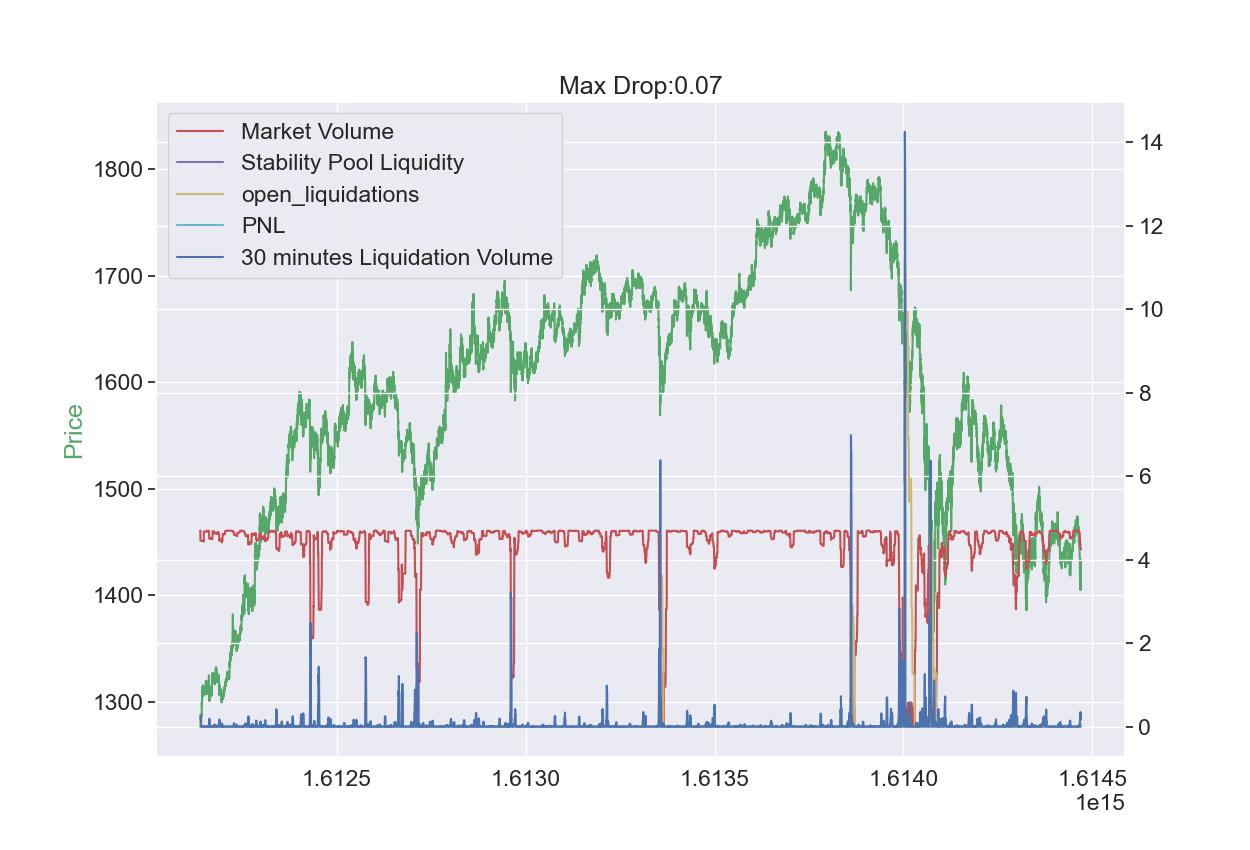 Max Drop:0.07
Market Volume
Stability Pool Liquidity
open_liquidations
PNL
30 minutes Liquidation Volume
Price
1800
1700
1600
1500
1400
1300
14
12
10
8
6
4
2
0
1.6125 1.6130 1.6135 1.6140 1.6145
1e15